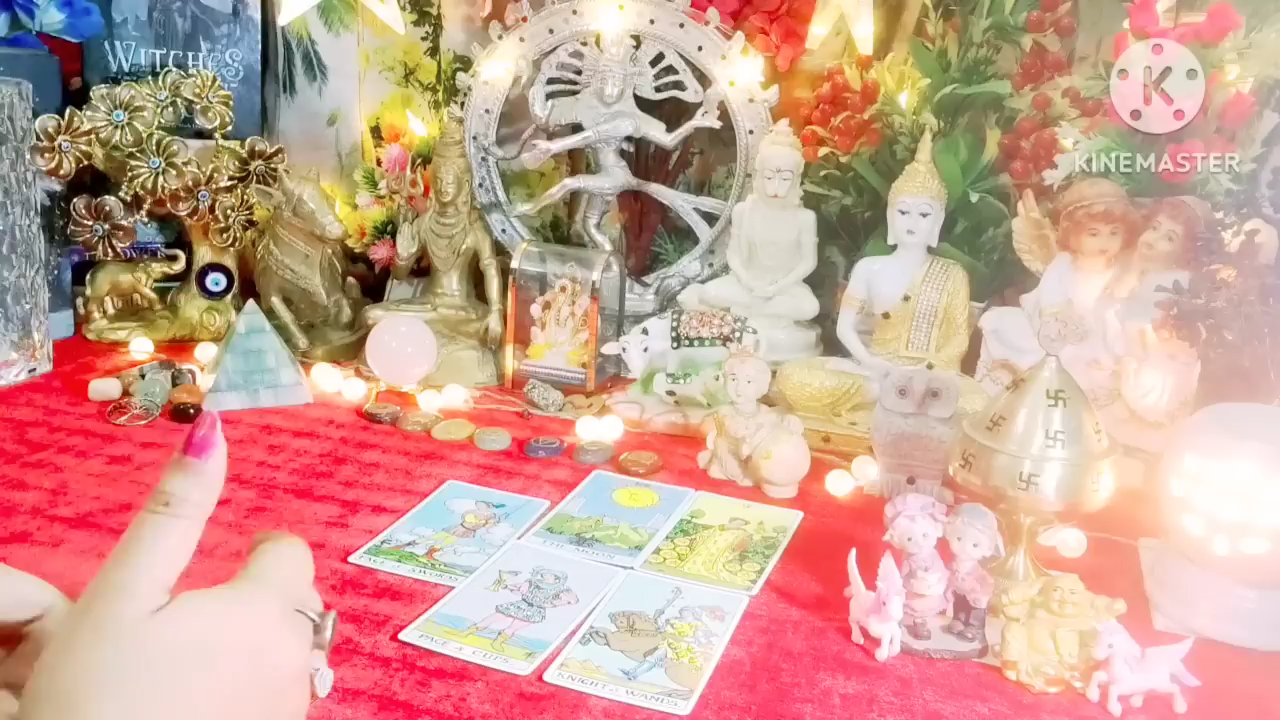 WITCHES
K
KINEMASTER
PAGE of SWORDS.
THE MOON.
PAGE of CUPS.
KNIGHT of WANDS.